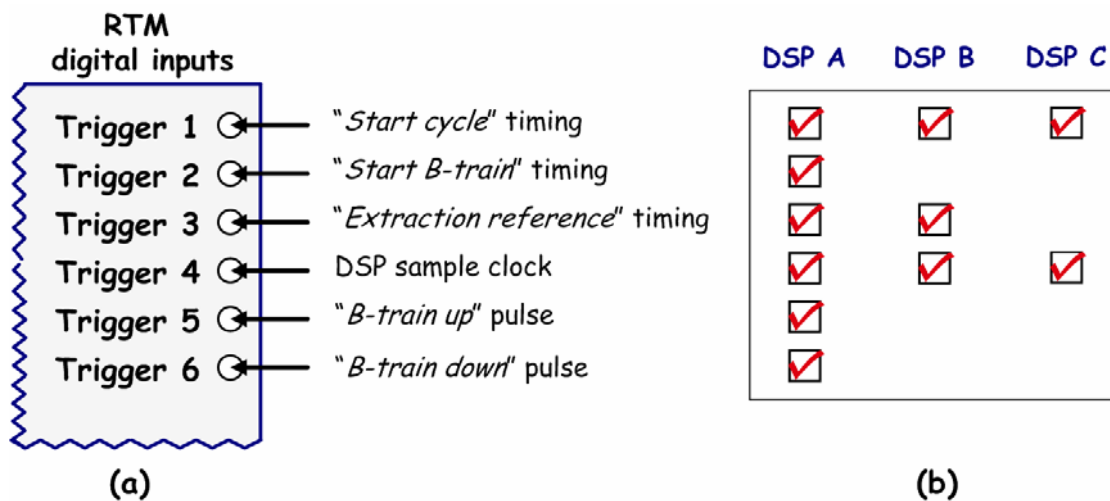 RTM
digital inputs
Trigger 1
Trigger 2
Trigger 3
Trigger 4
Trigger 5
Trigger 6
"Start cycle" timing
"Start B-train" timing
"Extraction reference" timing
DSP sample clock
"B-train up" pulse
"B-train down" pulse
(a)
DSP A DSP B DSP C
(b)